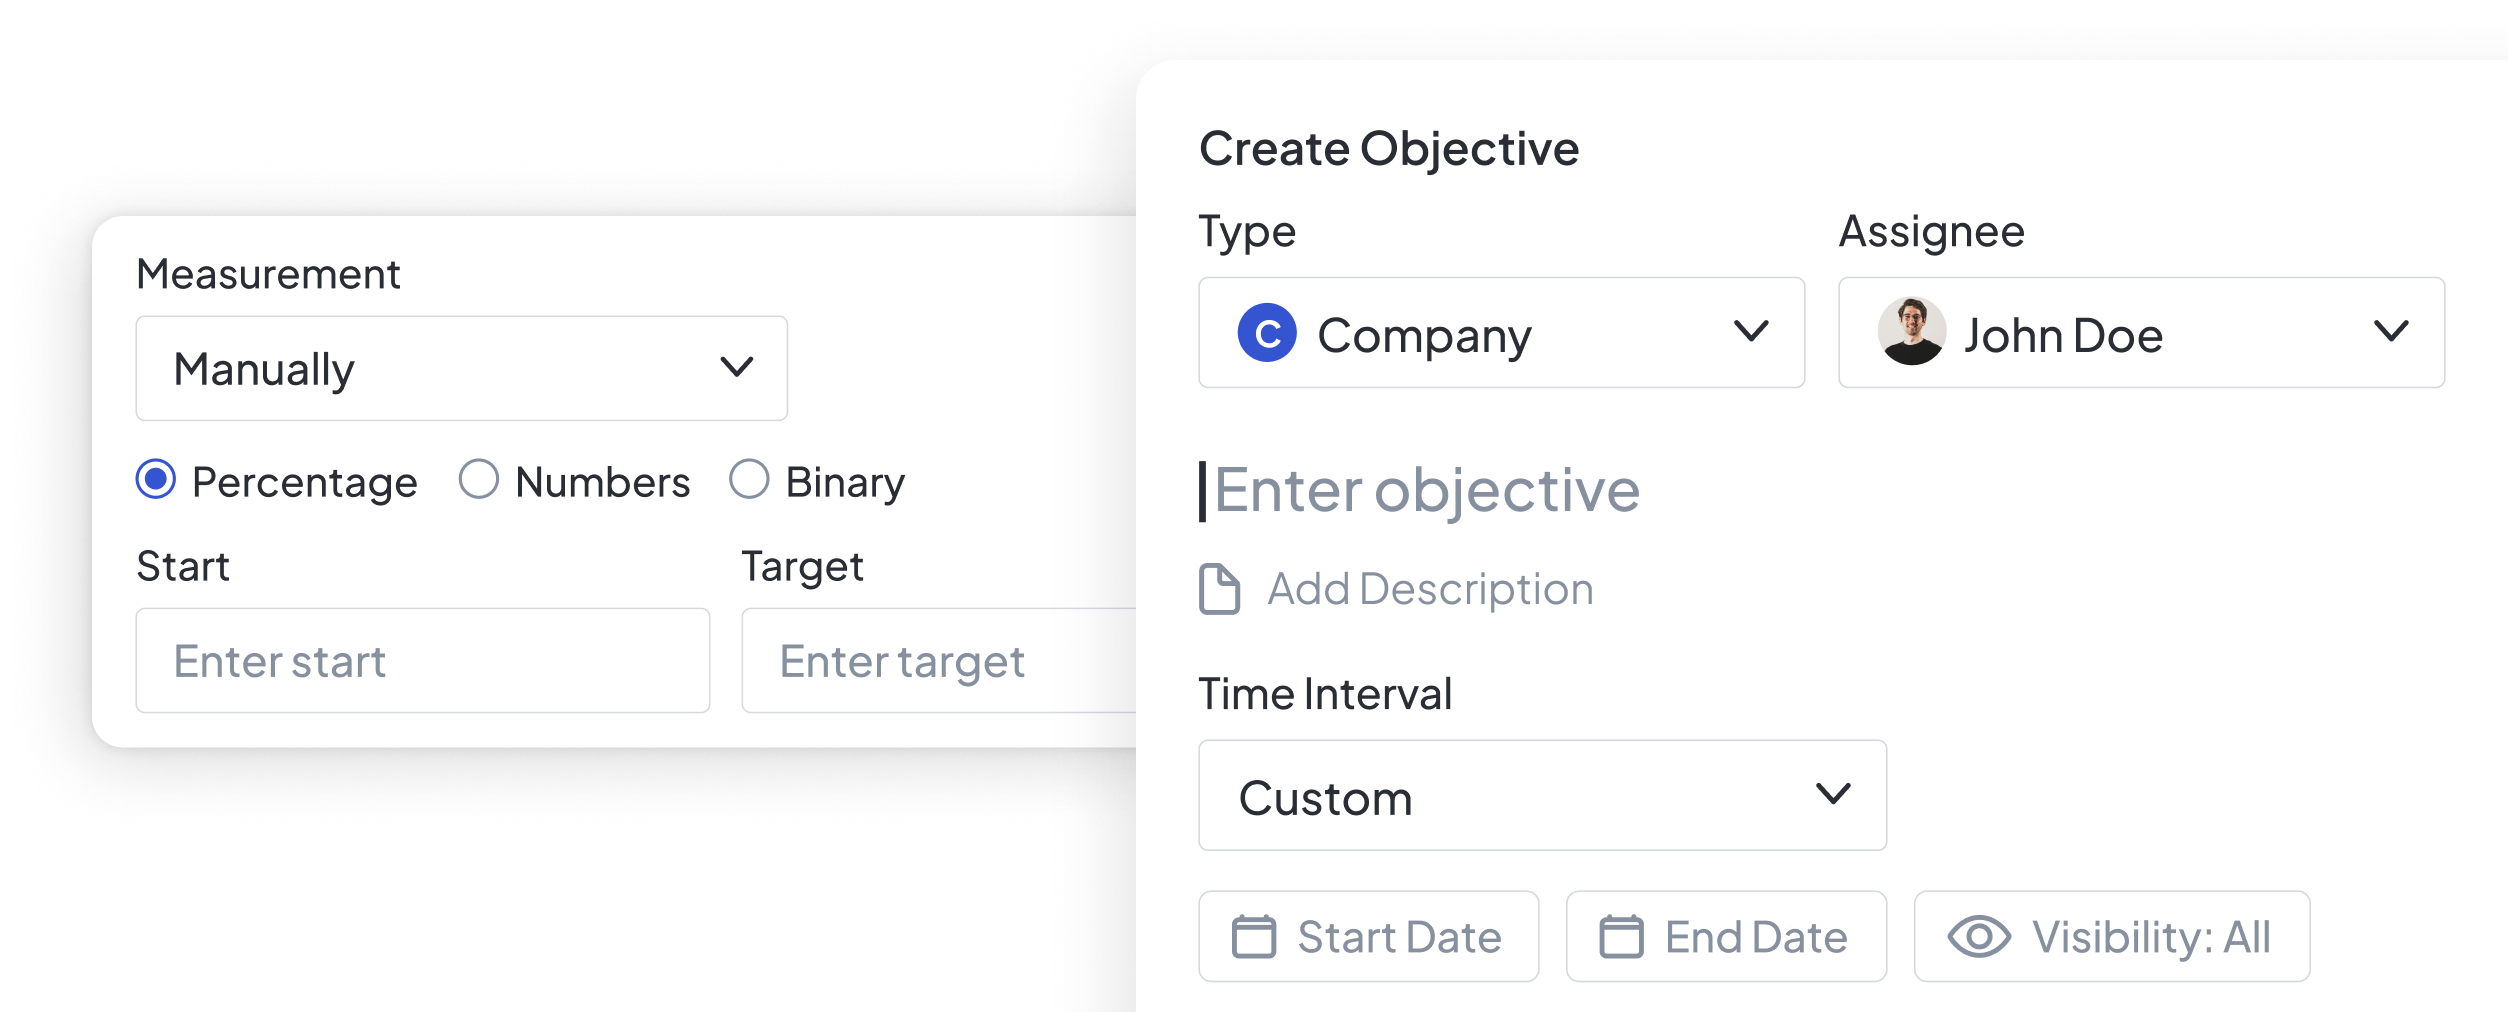 Measurement
Manually
Percentage Numbers Binary
Start Target
Enter start Enter target
Create Objective
Type Assignee
C Company John Doe
Enter objective
Add Description
Time Interval
Custom
Start Date End Date Visibility: All